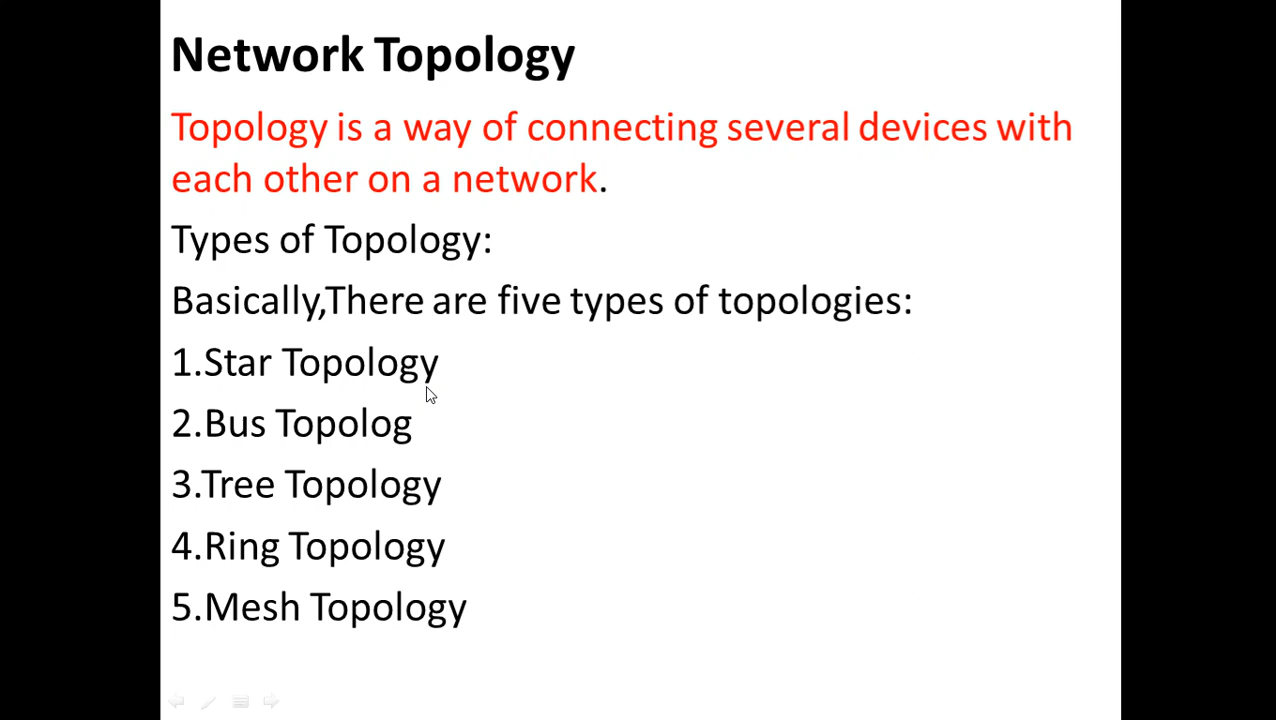 Network Topology
Topology is a way of connecting several devices with
each other on a network.
Types of Topology:
Basically,There are five types of topologies:
1.Star Topology
2.Bus Topolog
3.Tree Topology
4.Ring Topology
5.Mesh Topology